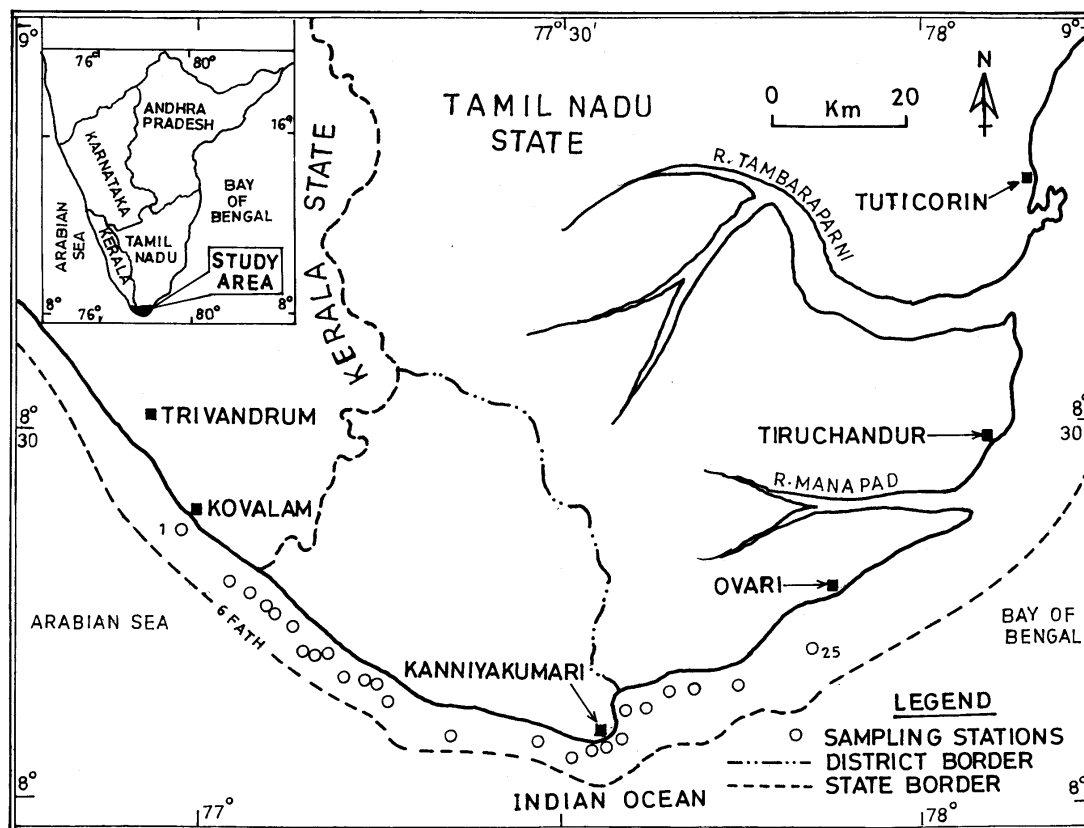 9°
77°30'
78°
9°
76°
80°
ANDHRA
PRADESH
16°
KARNATAKA
ARABIAN
SEA
BAY
OF
BENGAL
KERALA
TAMIL
NADU
STUDY
AREA
8°
76°
80°
8°
KERALA STATE
TAMIL NADU
STATE
0 20
Km
N
R. TAMBARAPARNI
TUTICORIN
TRIVANDRUM
8°
30
8°
30
TIRUCHANDUR
R. MANAPAD
KOVALAM
1
OVARI
ARABIAN SEA
6 FATH
BAY OF
BENGAL
25
KANNIYAKUMARI
LEGEND
SAMPLING STATIONS
DISTRICT BORDER
STATE BORDER
INDIAN OCEAN
8°
77°
78°
8°